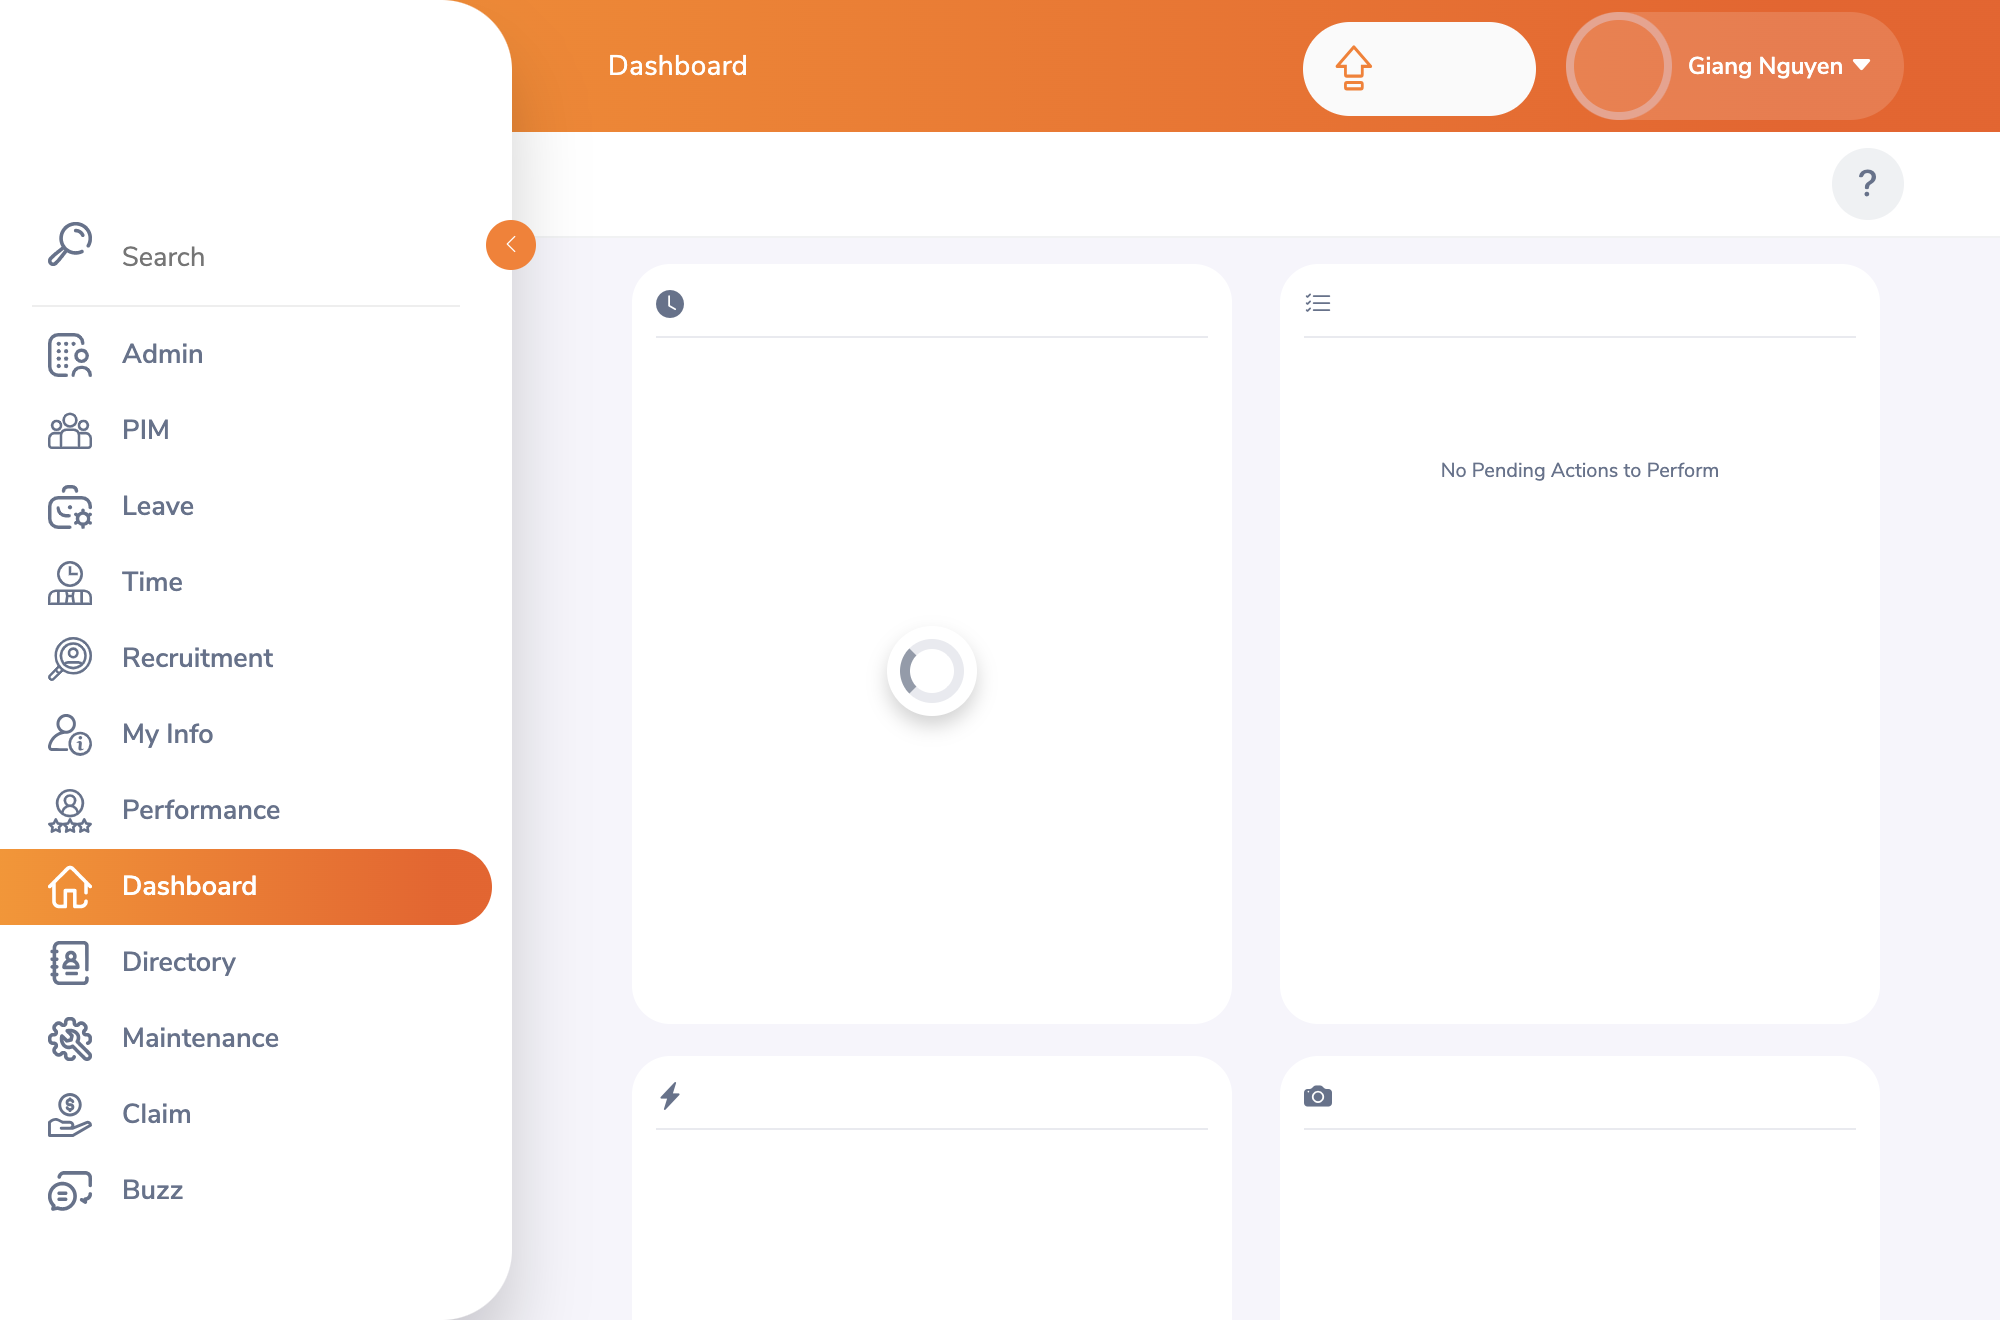 Dashboard
Giang Nguyen
?
Search
Admin
PIM
Leave
Time
Recruitment
My Info
Performance
Dashboard
Directory
Maintenance
Claim
Buzz
No Pending Actions to Perform